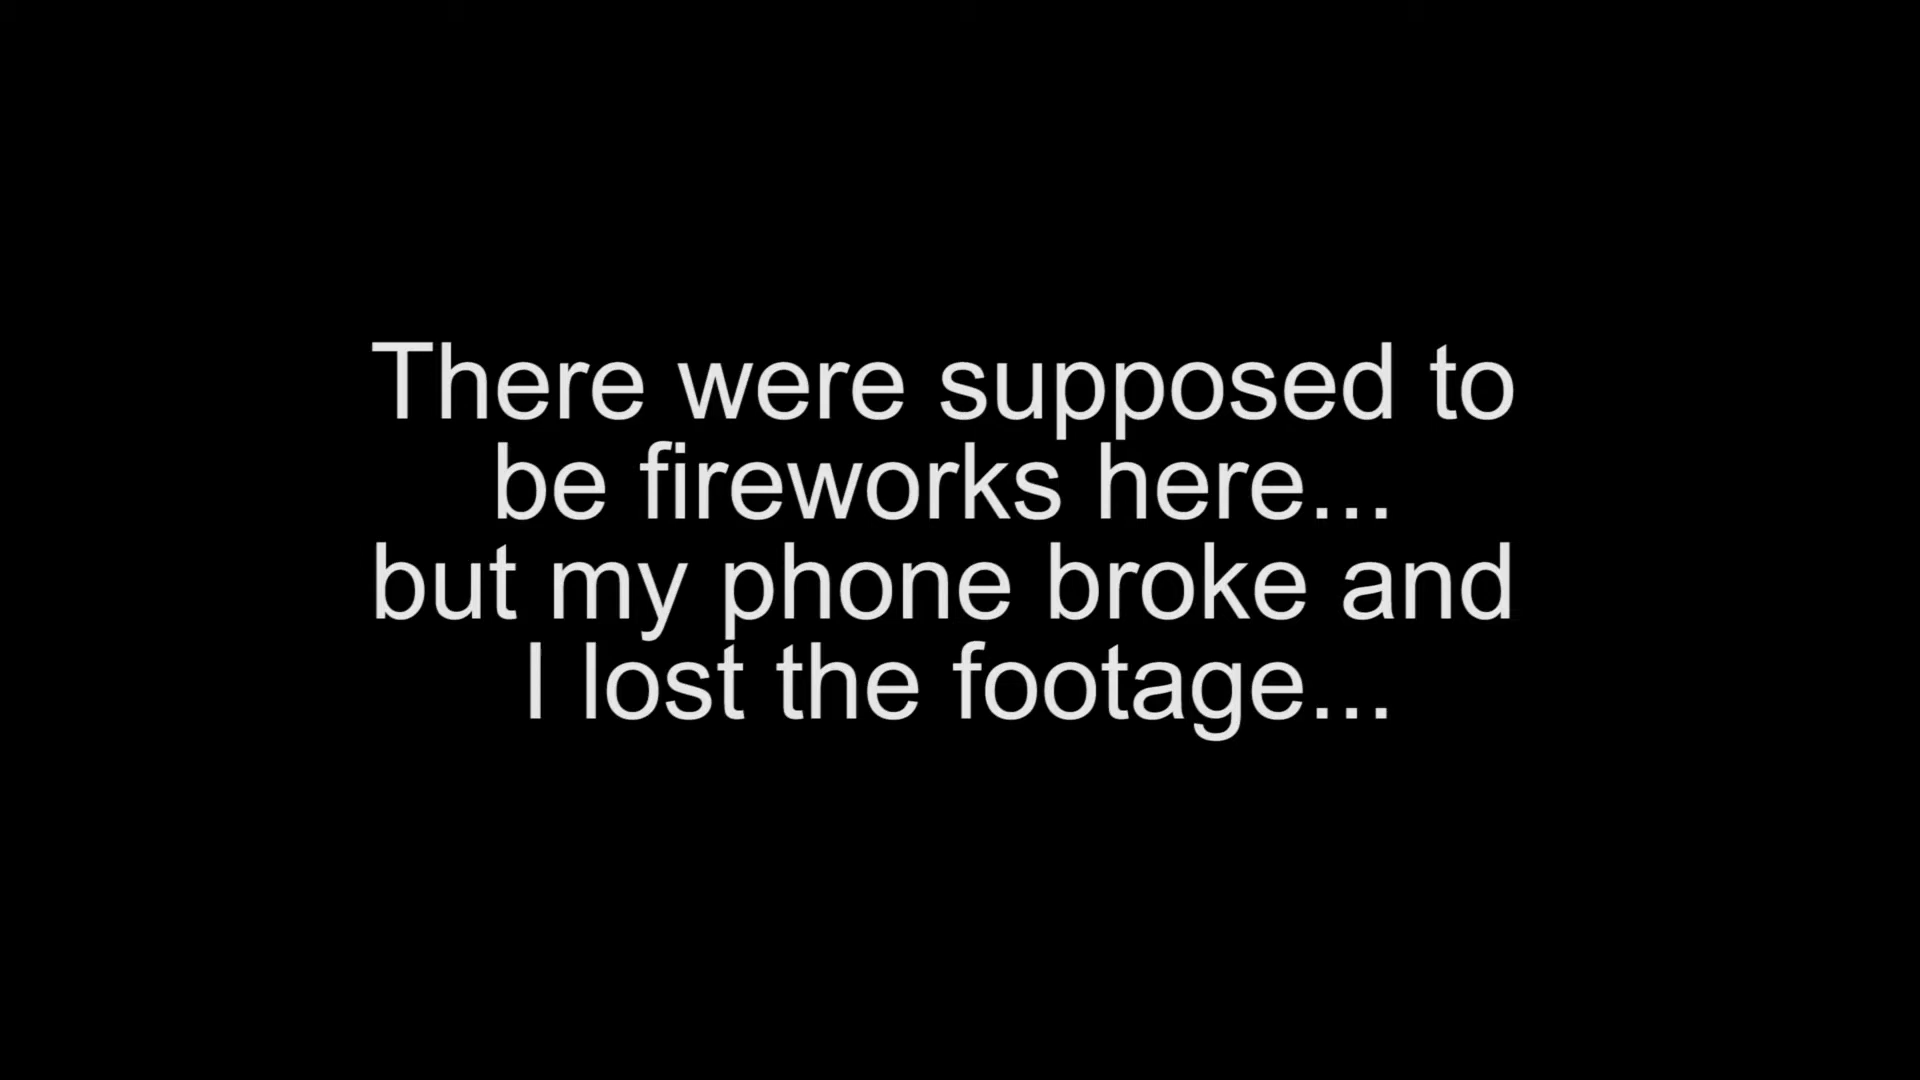 There were supposed to
be fireworks here...
but my phone broke and
I lost the footage...